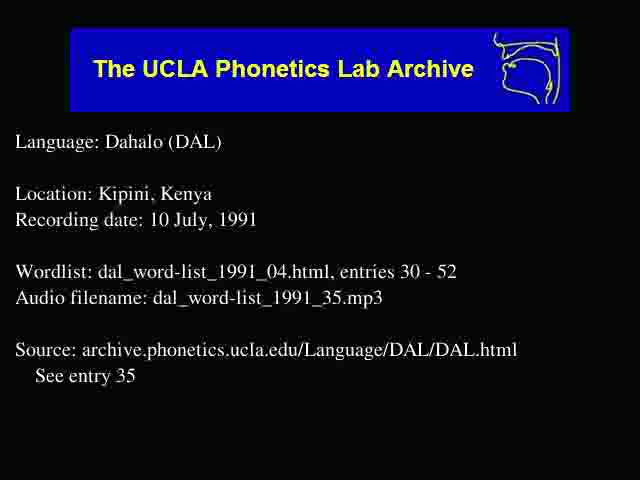 The UCLA Phonetics Lab Archive
Language: Dahalo (DAL)
Location: Kipini, Kenya
Recording date: 10 July, 1991
Wordlist: dal_word-list_1991_04.html, entries 30 - 52
Audio filename: dal_word-list_1991_35.mp3
Source: archive.phonetics.ucla.edu/Language/DAL/DAL.html
See entry 35